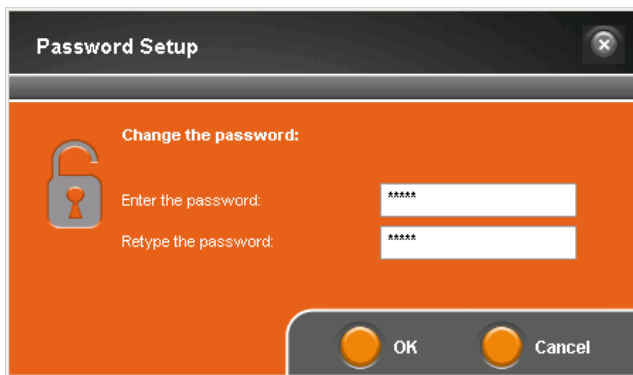 Password Setup
Change the password:
Enter the password: *****
Retype the password: *****
OK Cancel